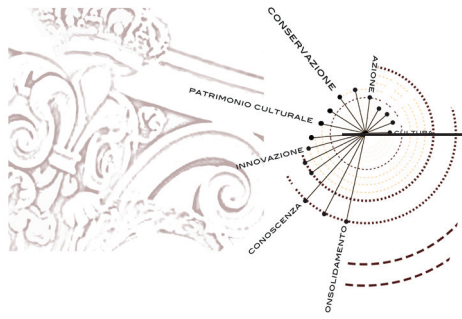 CONSERVAZIONE
AZIONE
PATRIMONIO CULTURALE
CULTURA
INNOVAZIONE
CONOSCENZA
ONSOLIDAMENTO